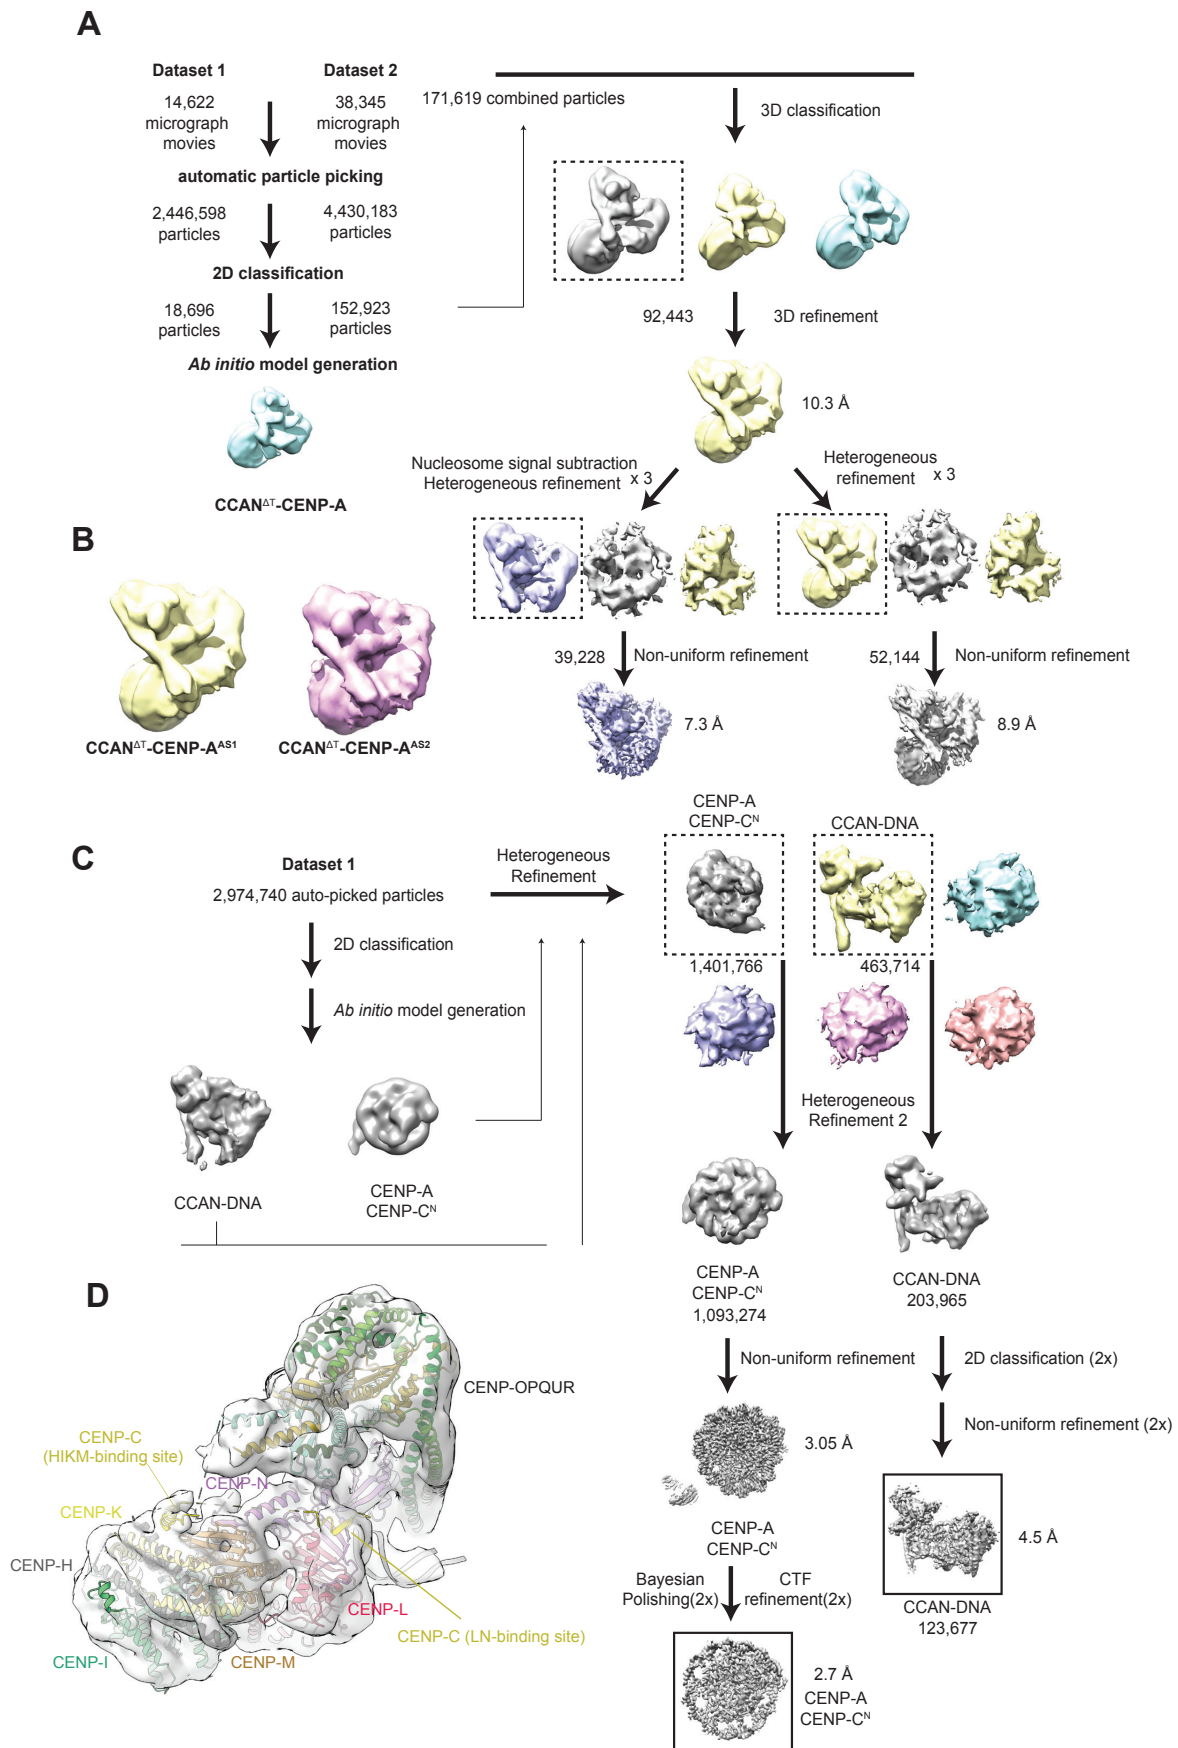 A
Dataset 1
Dataset 2
14,622
micrograph
movies
38,345
micrograph
movies
automatic particle picking
2,446,598
particles
4,430,183
particles
2D classification
18,696
particles
152,923
particles
Ab initio model generation
CCANΔT-CENP-A
171,619 combined particles
3D classification
92,443
3D refinement
10.3 Å
Nucleosome signal subtraction
Heterogeneous refinement
x 3
Heterogeneous
refinement
x 3
39,228
Non-uniform refinement
52,144
Non-uniform refinement
7.3 Å
8.9 Å
B
CCANΔT-CENP-AAS1
CCANΔT-CENP-AAS2
C
Dataset 1
2,974,740 auto-picked particles
Heterogeneous
Refinement
2D classification
Ab initio model generation
CCAN-DNA
CENP-A
CENP-CN
CENP-A
CENP-CN
CCAN-DNA
1,401,766
463,714
Heterogeneous
Refinement 2
CENP-A
CENP-CN
1,093,274
CCAN-DNA
203,965
Non-uniform refinement
2D classification (2x)
Non-uniform refinement (2x)
3.05 Å
CENP-A
CENP-CN
4.5 Å
CCAN-DNA
123,677
Bayesian
Polishing(2x)
CTF
refinement(2x)
2.7 Å
CENP-A
CENP-CN
D
CENP-OPQUR
CENP-C
(HIKM-binding site)
CENP-N
CENP-K
CENP-H
CENP-L
CENP-C (LN-binding site)
CENP-I
CENP-M